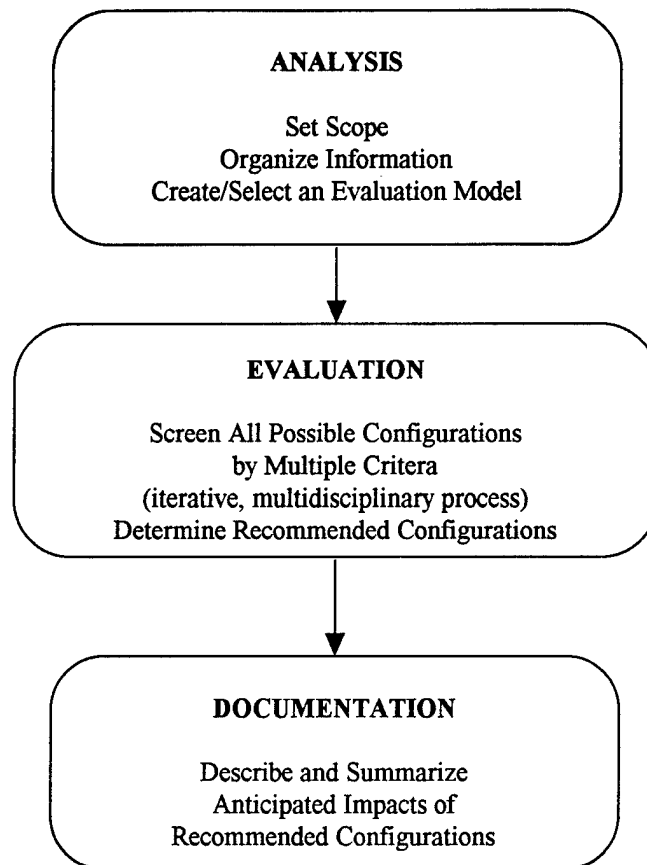 ANALYSIS
Set Scope
Organize Information
Create/Select an Evaluation Model
EVALUATION
Screen All Possible Configurations
by Multiple Critera
(iterative, multidisciplinary process)
Determine Recommended Configurations
DOCUMENTATION
Describe and Summarize
Anticipated Impacts of
Recommended Configurations